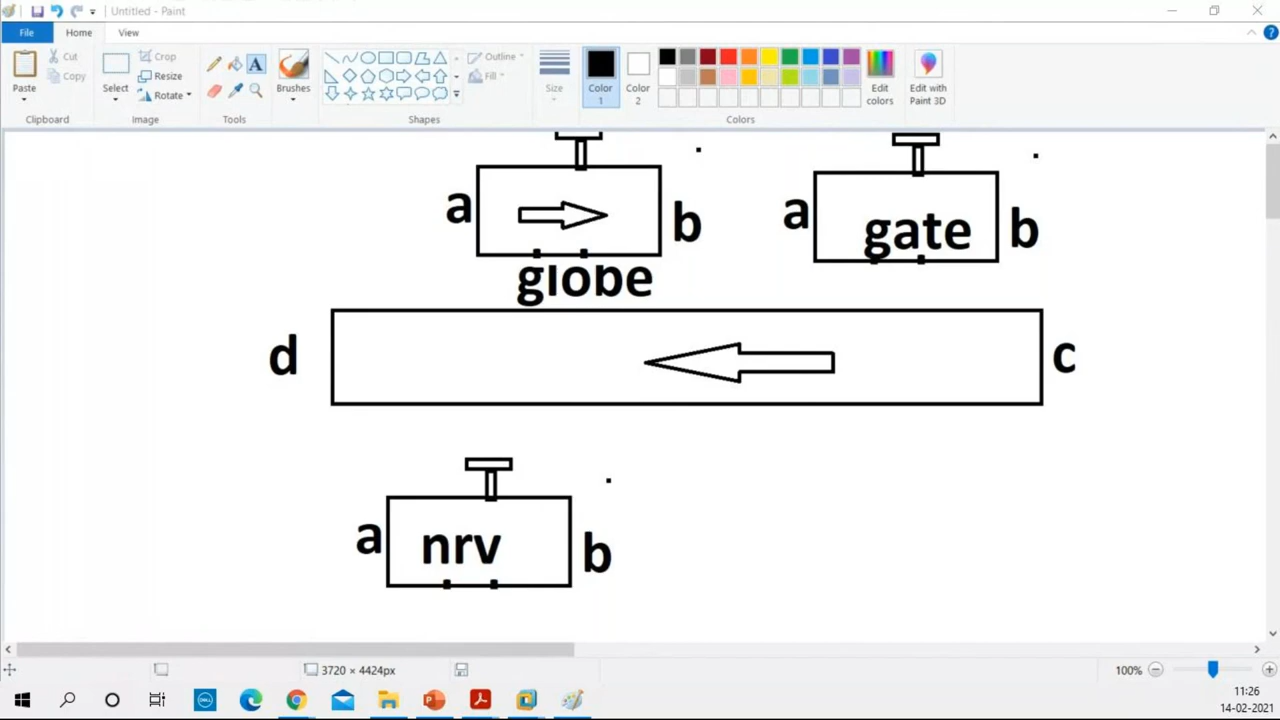 Untitled - Paint
File
Home
View
Paste
Cut
Copy
Clipboard
Select
Crop
Resize
Rotate
Image
A
Tools
Brushes
Outline
Fill
Shapes
Size
Color
1
Color
2
Edit
colors
Edit with
Paint 3D
Colors
a
b
globe
a
gate
b
d
c
a
nrv
b
3720 × 4424px
100%
DELL
11:26
14-02-2021